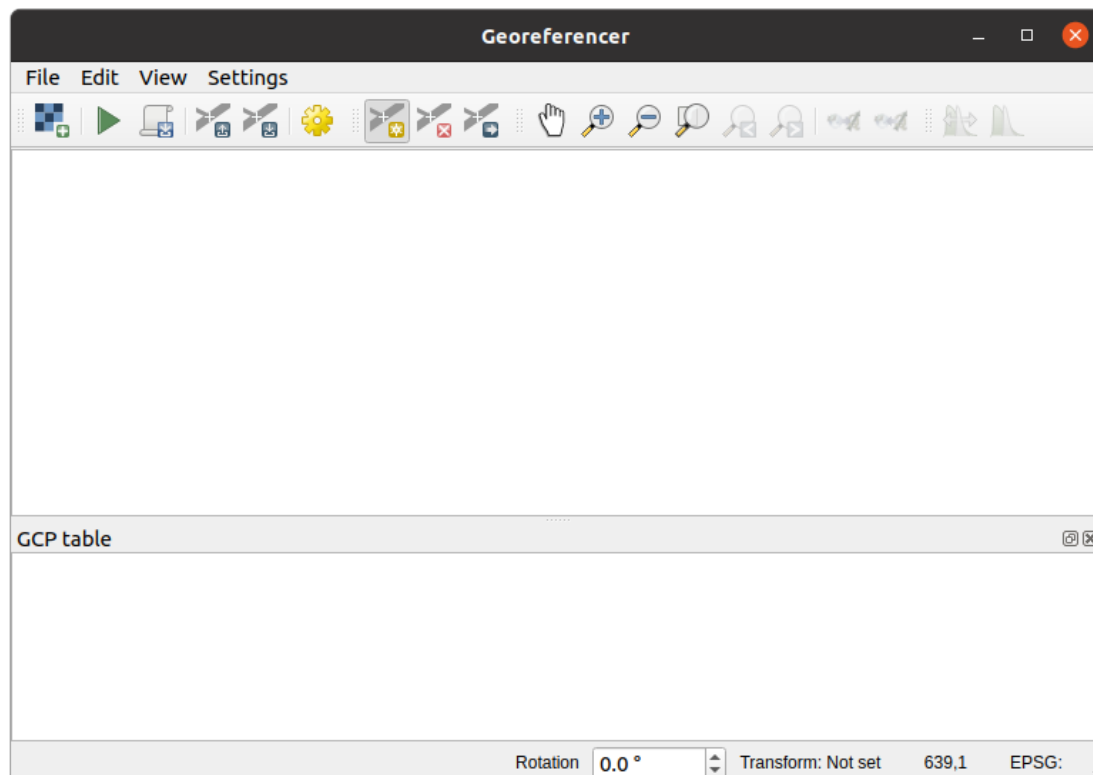 Georeferencer
File Edit View Settings
GCP table
Rotation 0.0 ° Transform: Not set 639,1 EPSG: